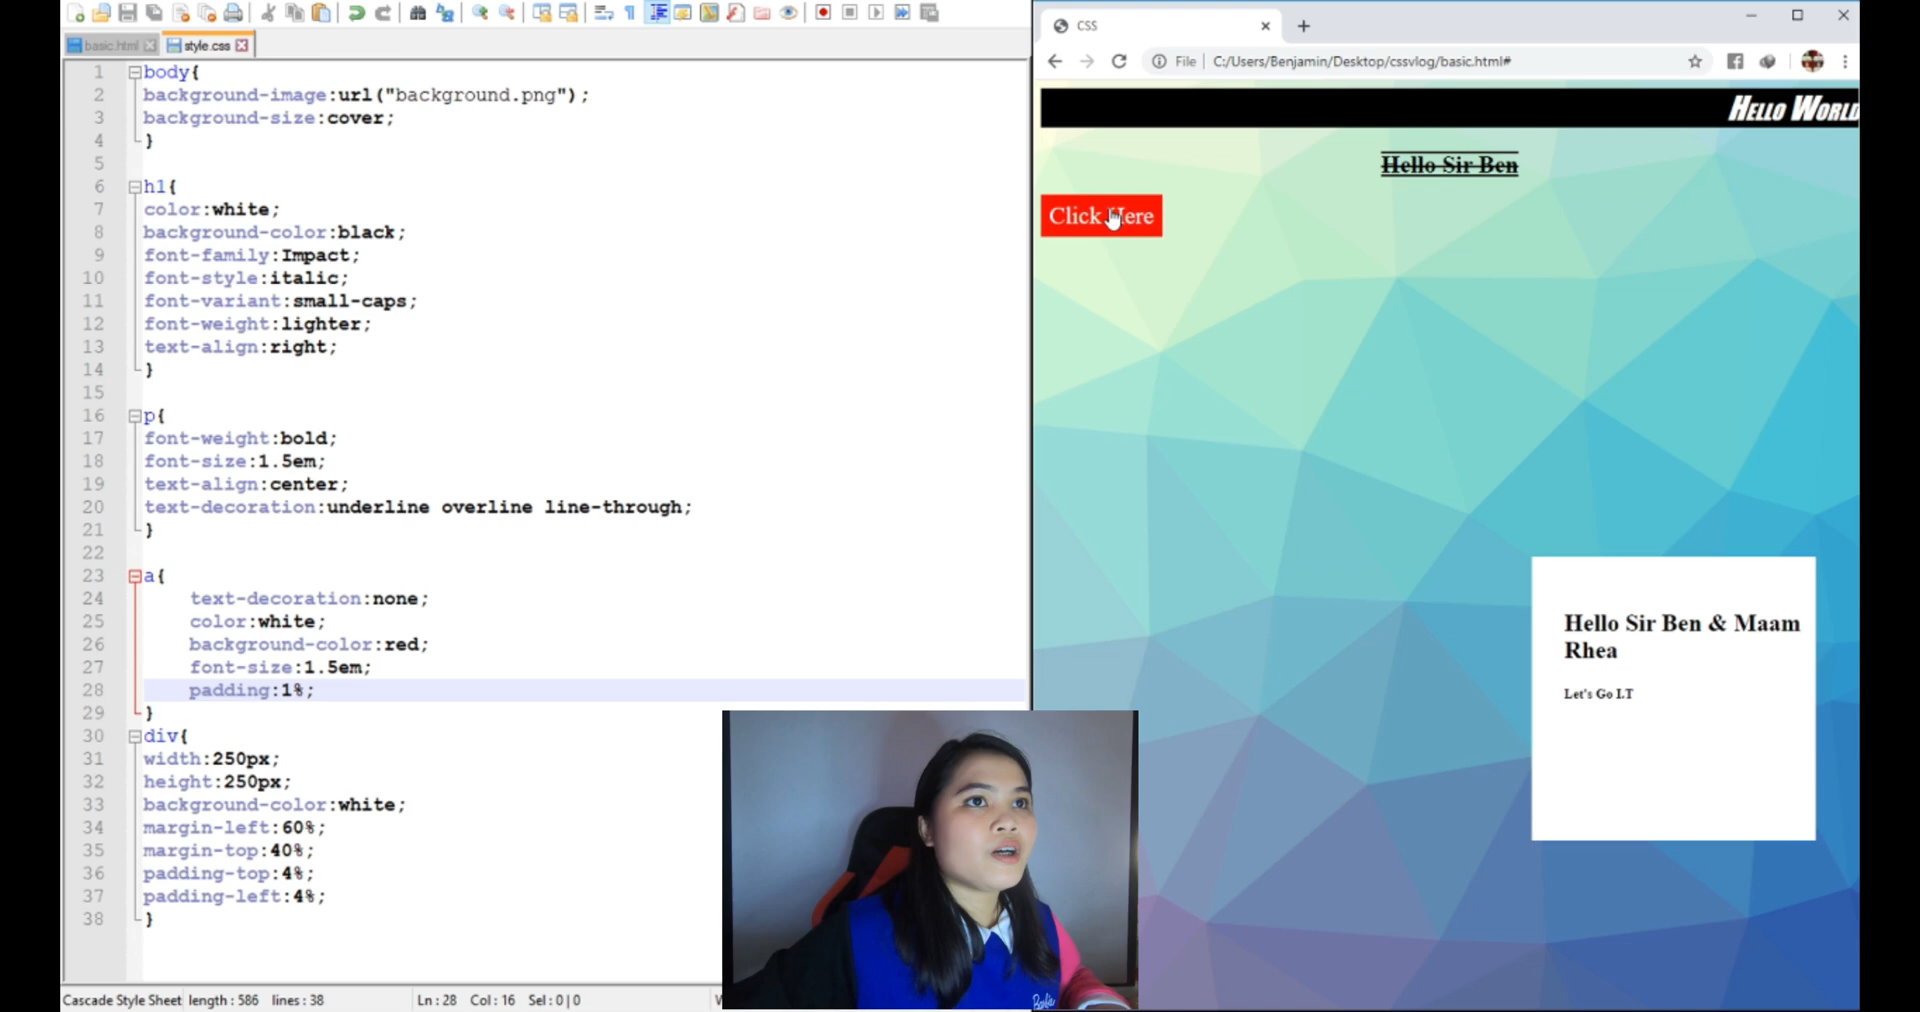 basic.html
style.css
1 body{
2 background-image:url("background.png");
3 background-size:cover;
4 }
5
6 h1{
7 color:white;
8 background-color:black;
9 font-family:Impact;
10 font-style:italic;
11 font-variant:small-caps;
12 font-weight:lighter;
13 text-align:right;
14 }
15
16 p{
17 font-weight:bold;
18 font-size:1.5em;
19 text-align:center;
20 text-decoration:underline overline line-through;
21 }
22
23 a{
24 text-decoration:none;
25 color:white;
26 background-color:red;
27 font-size:1.5em;
28 padding:1%;
29 }
30 div{
31 width:250px;
32 height:250px;
33 background-color:white;
34 margin-left:60%;
35 margin-top:40%;
36 padding-top:4%;
37 padding-left:4%;
38 }
Cascade Style Sheet length : 586 lines : 38 Ln : 28 Col : 16 Sel : 0 | 0
CSS
File C:/Users/Benjamin/Desktop/cssvlog/basic.html#
Hello World
Hello Sir Ben
Click Here
Hello Sir Ben & Maam
Rhea
Let's Go I.T
Barbie